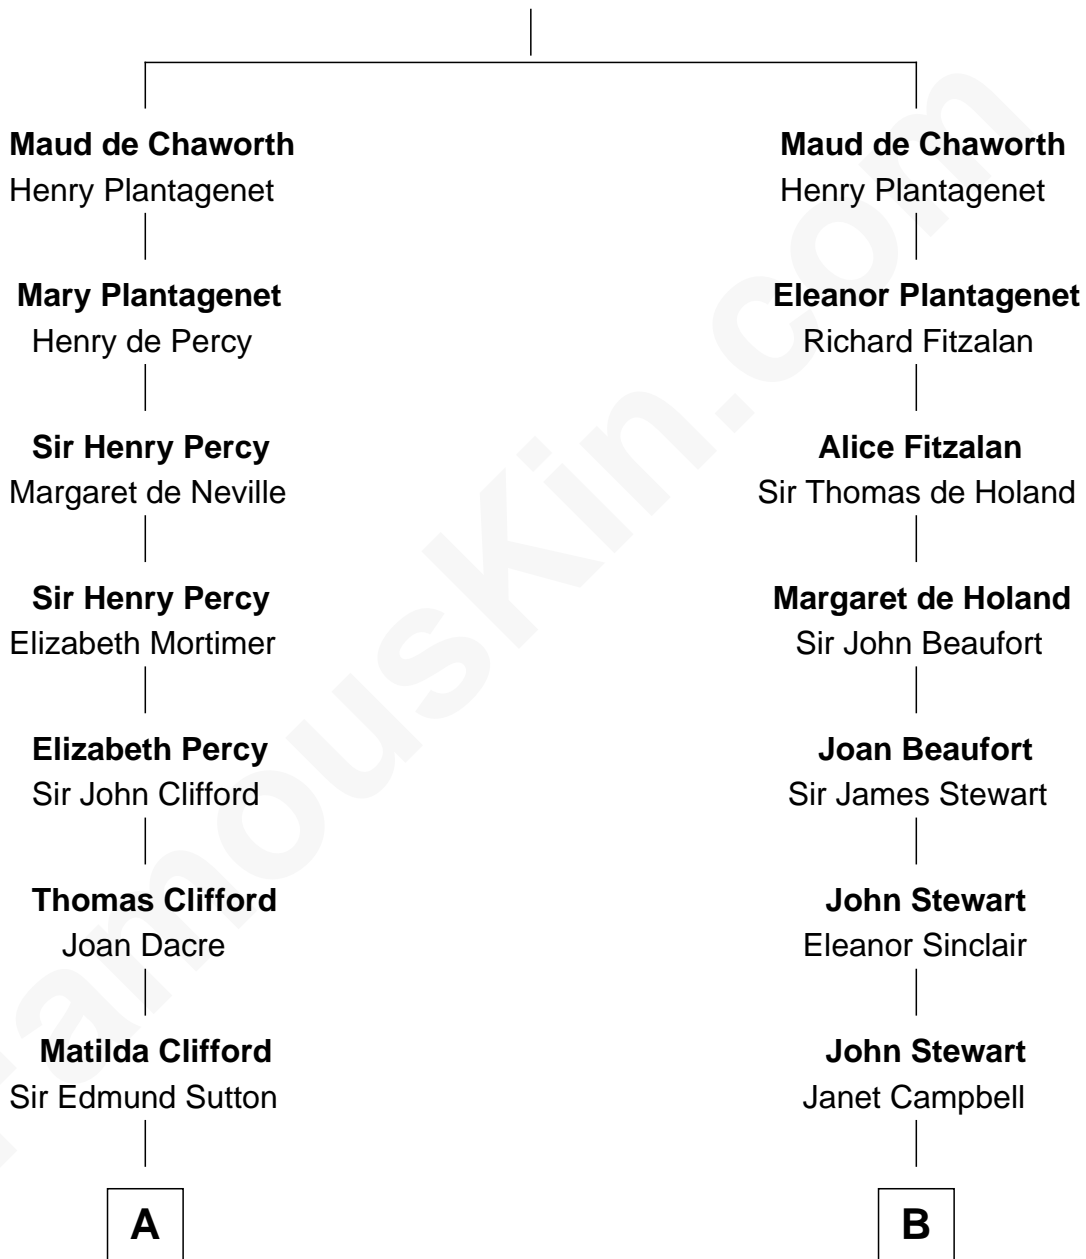 Maud de Chaworth
Henry Plantagenet
Mary Plantagenet
Henry de Percy
Sir Henry Percy
Margaret de Neville
Sir Henry Percy
Elizabeth Mortimer
Elizabeth Percy
Sir John Clifford
Thomas Clifford
Joan Dacre
Matilda Clifford
Sir Edmund Sutton
A
Maud de Chaworth
Henry Plantagenet
Eleanor Plantagenet
Richard Fitzalan
Alice Fitzalan
Sir Thomas de Holand
Margaret de Holand
Sir John Beaufort
Joan Beaufort
Sir James Stewart
John Stewart
Eleanor Sinclair
John Stewart
Janet Campbell
B
FamousKin.com